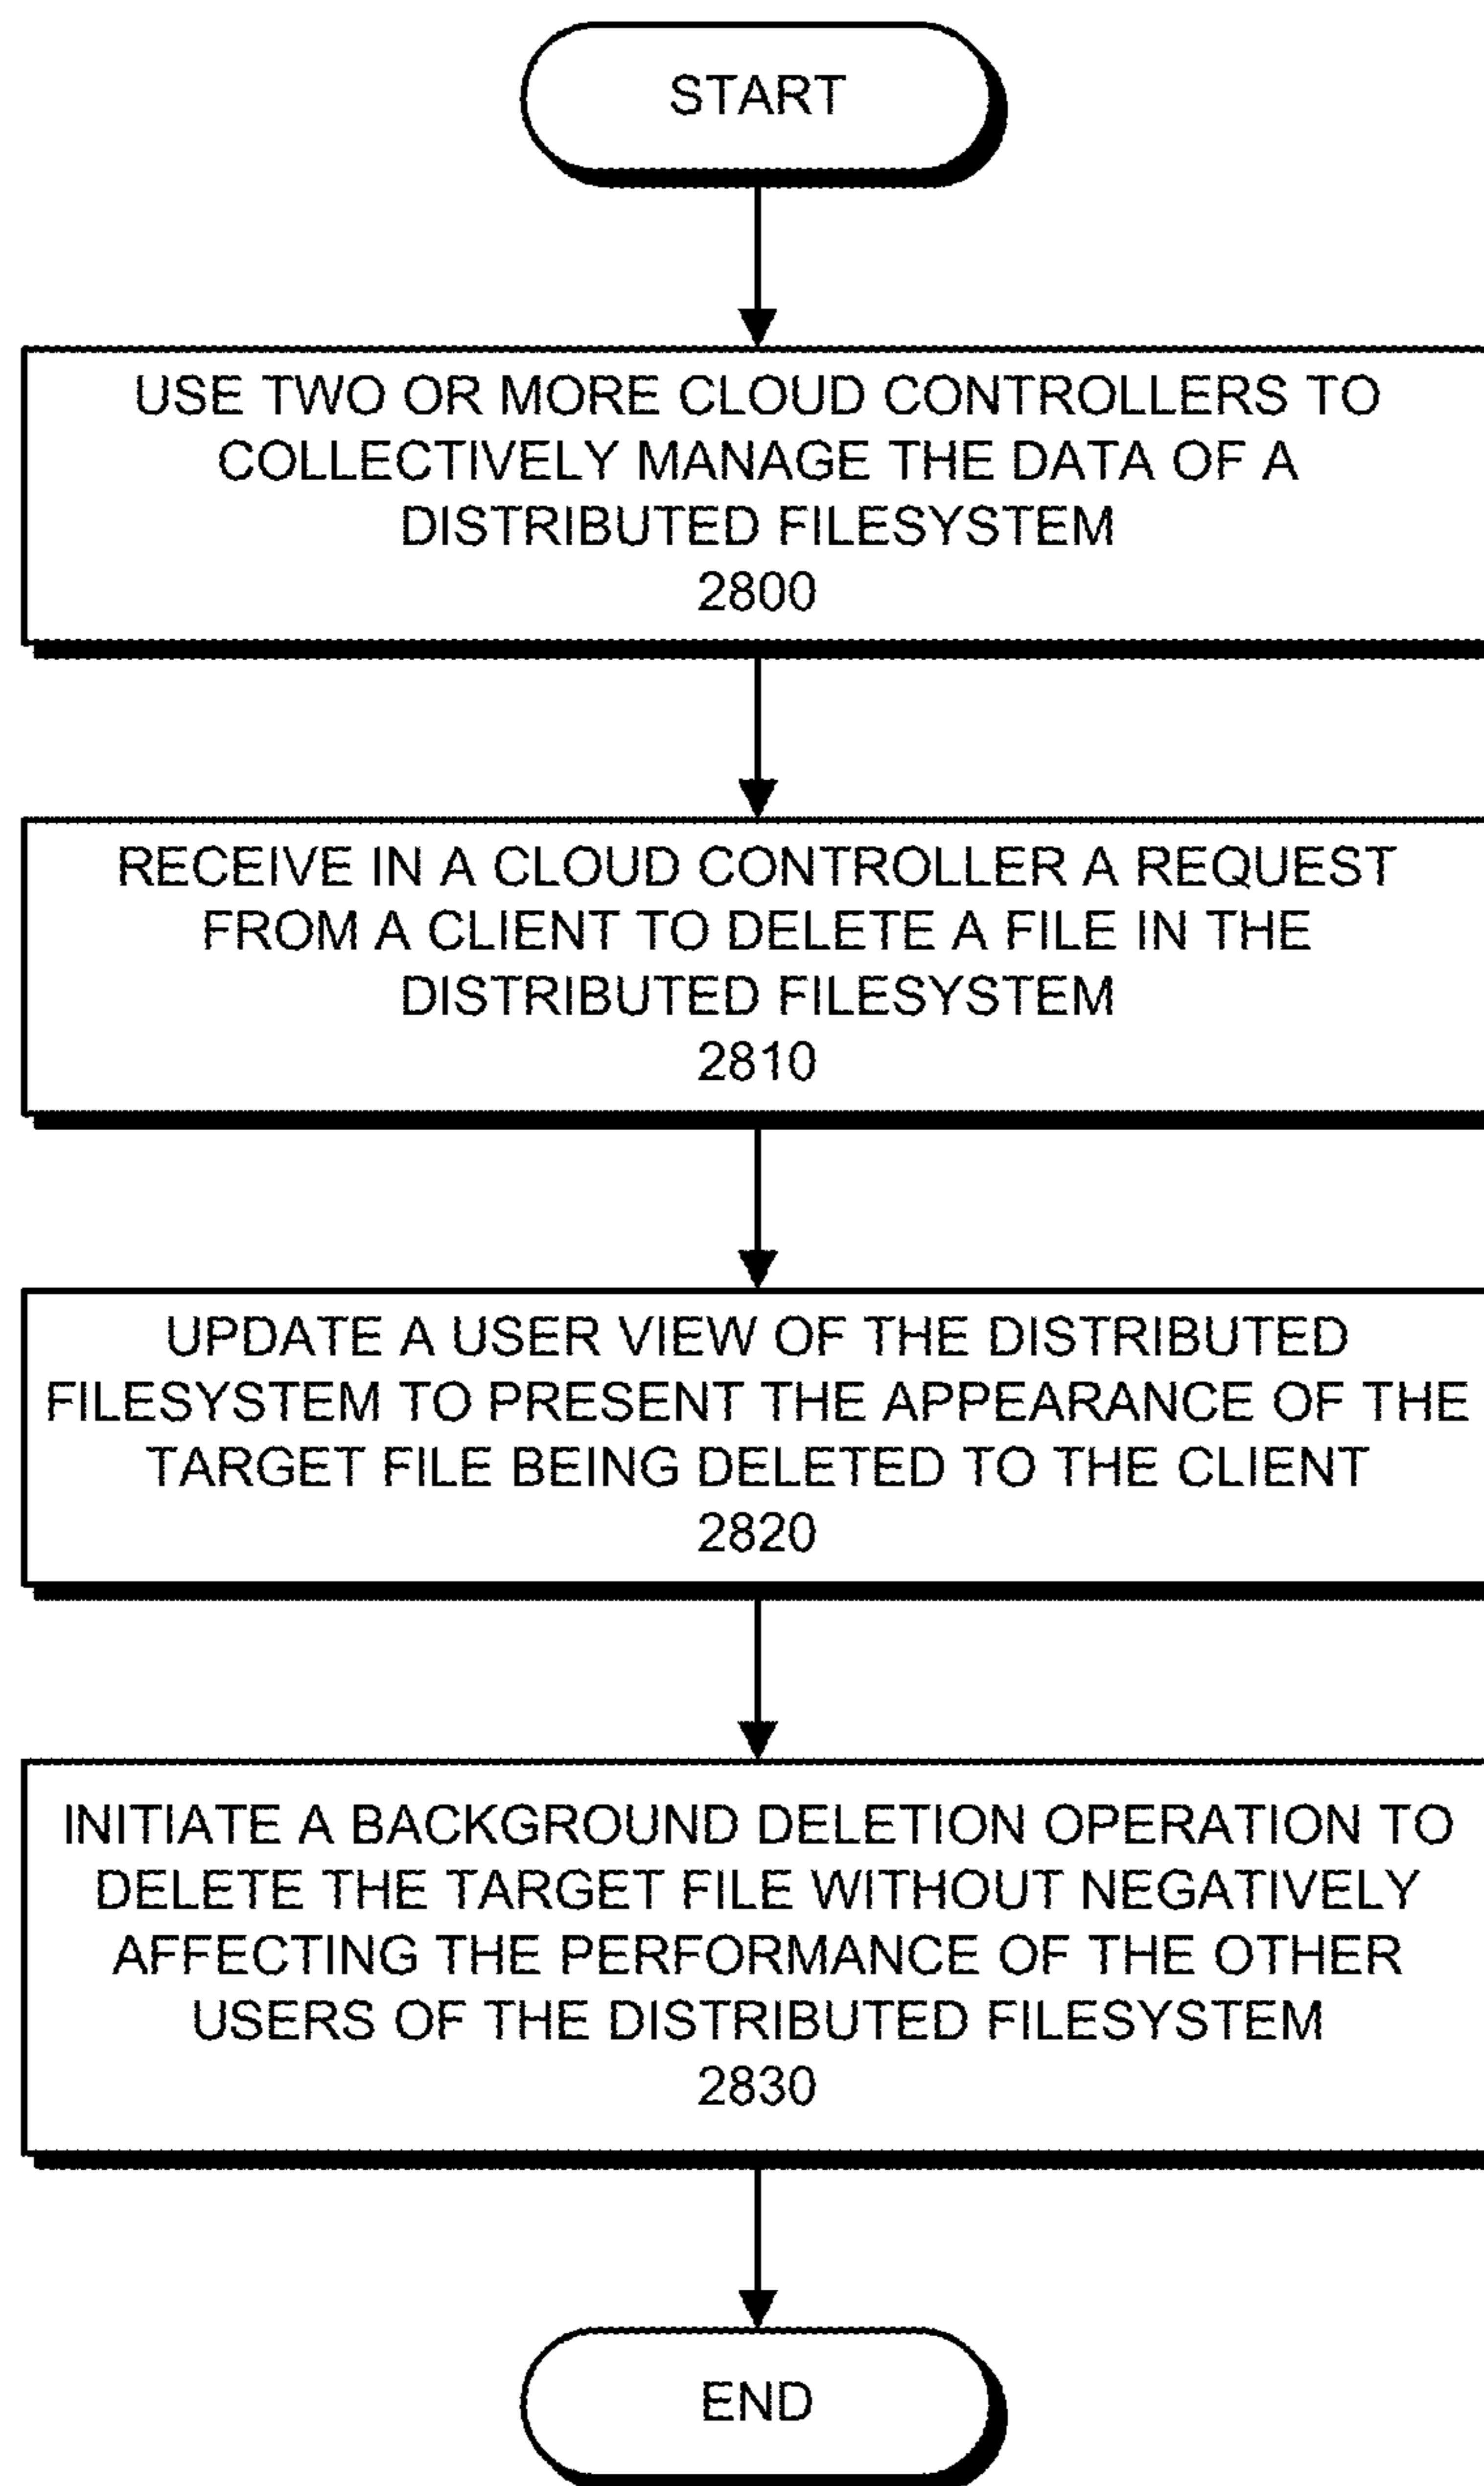 START
USE TWO OR MORE CLOUD CONTROLLERS TO
COLLECTIVELY MANAGE THE DATA OF A
DISTRIBUTED FILESYSTEM
2800
RECEIVE IN A CLOUD CONTROLLER A REQUEST
FROM A CLIENT TO DELETE A FILE IN THE
DISTRIBUTED FILESYSTEM
2810
UPDATE A USER VIEW OF THE DISTRIBUTED
FILESYSTEM TO PRESENT THE APPEARANCE OF THE
TARGET FILE BEING DELETED TO THE CLIENT
2820
INITIATE A BACKGROUND DELETION OPERATION TO
DELETE THE TARGET FILE WITHOUT NEGATIVELY
AFFECTING THE PERFORMANCE OF THE OTHER
USERS OF THE DISTRIBUTED FILESYSTEM
2830
END